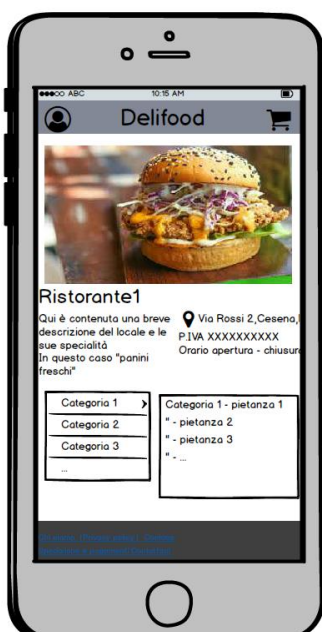 ABC 10:15 AM
Delifood
Ristorante1
Qui è contenuta una breve
descrizione del locale e le
sue specialità
In questo caso "panini
freschi"
Via Rossi 2,Cesena,
P.IVA XXXXXXXXXX
Orario apertura - chiusura
Categoria 1
Categoria 2
Categoria 3
...
Categoria 1 - pietanza 1
" - pietanza 2
" - pietanza 3
" - ...